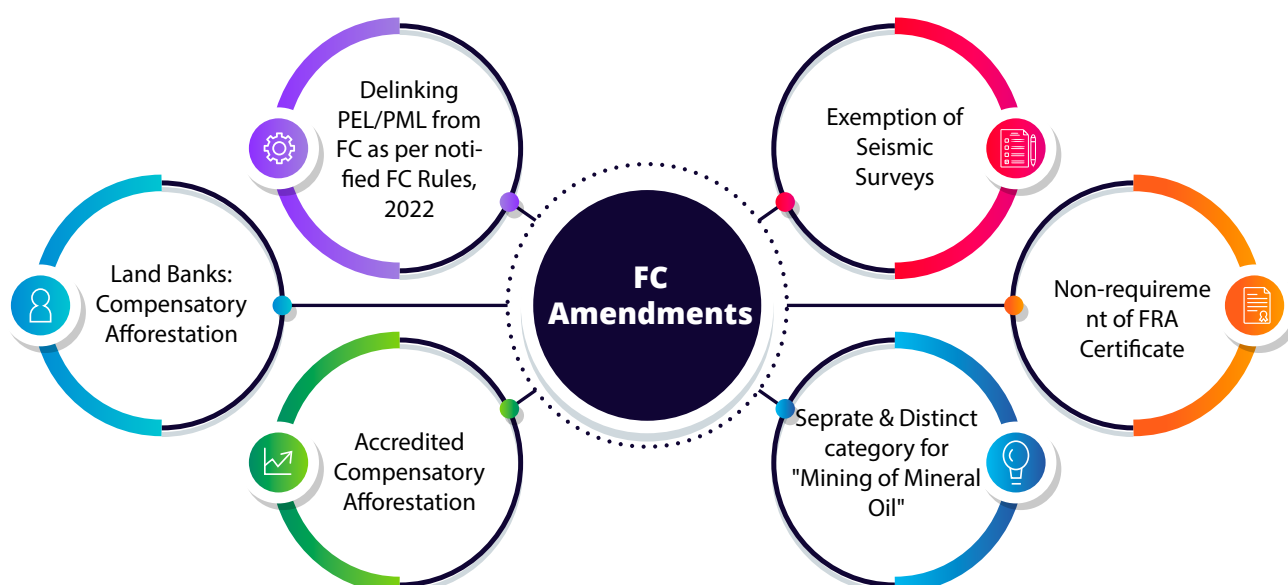 Delinking
PEL/PML from
FC as per noti-
fied FC Rules,
2022
Exemption of
Seismic
Surveys
Land Banks:
Compensatory
Afforestation
FC
Amendments
Non-requireme
nt of FRA
Certificate
Accredited
Compensatory
Afforestation
Seprate & Distinct
category for
"Mining of Mineral
Oil"